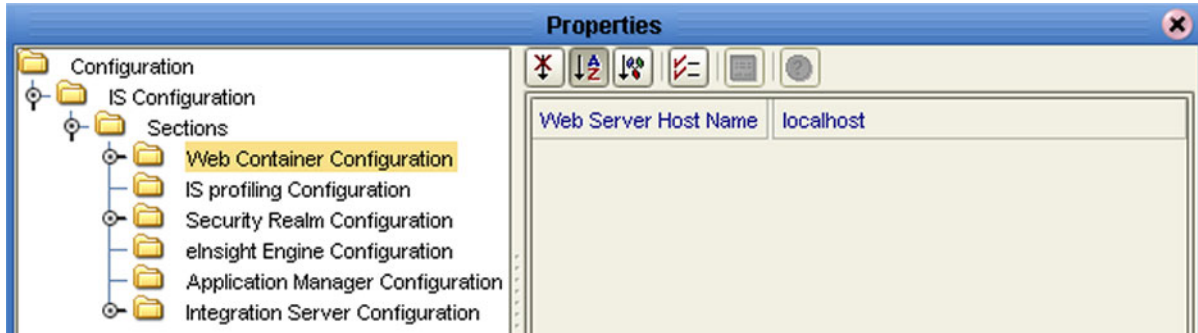 Properties
Configuration
IS Configuration
Sections
Web Container Configuration
IS profiling Configuration
Security Realm Configuration
eInsight Engine Configuration
Application Manager Configuration
Integration Server Configuration
Web Server Host Name localhost